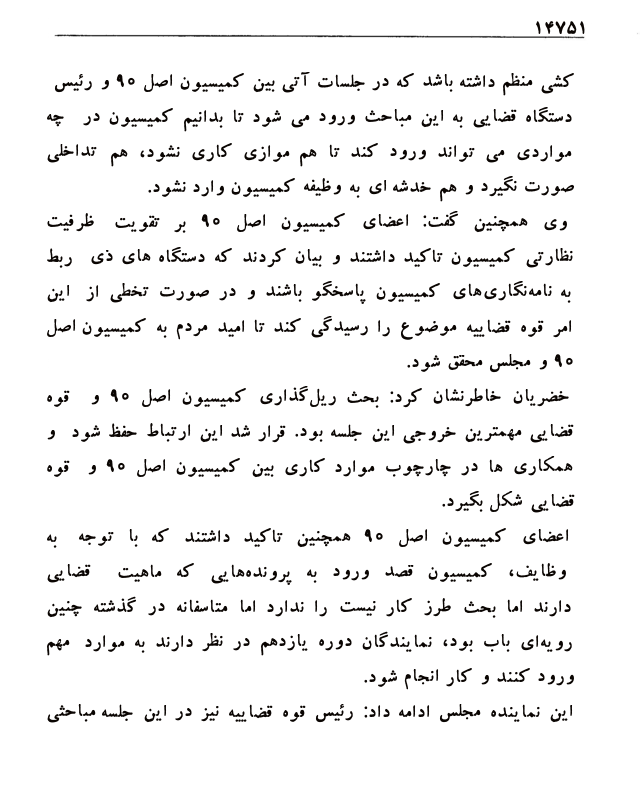 ۱۴۷۵۱
کشی منظم داشته باشد که در جلسات آتی بین کمیسیون اصل ۹۰ و رئیس
دستگاه قضایی به این مباحث ورود می شود تا بدانیم کمیسیون در چه
مواردی می تواند ورود کند تا هم موازی کاری نشود، هم تداخلی
صورت نگیرد و هم خدشه ای به وظیفه کمیسیون وارد نشود.
وی همچنین گفت: اعضای کمیسیون اصل ۹۰ بر تقویت ظرفیت
نظارتی کمیسیون تاکید داشتند و بیان کردند که دستگاه های ذی ربط
به نامه‌نگاری‌های کمیسیون پاسخگو باشند و در صورت تخطی از این
امر قوه قضاییه موضوع را رسیدگی کند تا امید مردم به کمیسیون اصل
۹۰ و مجلس محقق شود.
خضریان خاطرنشان کرد: بحث ریل‌گذاری کمیسیون اصل ۹۰ و قوه
قضایی مهمترین خروجی این جلسه بود. قرار شد این ارتباط حفظ شود و
همکاری ها در چارچوب موارد کاری بین کمیسیون اصل ۹۰ و قوه
قضایی شکل بگیرد.
اعضای کمیسیون اصل ۹۰ همچنین تاکید داشتند که با توجه به
وظایف، کمیسیون قصد ورود به پرونده‌هایی که ماهیت قضایی
دارند اما بحث طرز کار نیست را ندارد اما متاسفانه در گذشته چنین
رویه‌ای باب بود، نمایندگان دوره یازدهم در نظر دارند به موارد مهم
ورود کنند و کار انجام شود.
این نماینده مجلس ادامه داد: رئیس قوه قضاییه نیز در این جلسه مباحثی